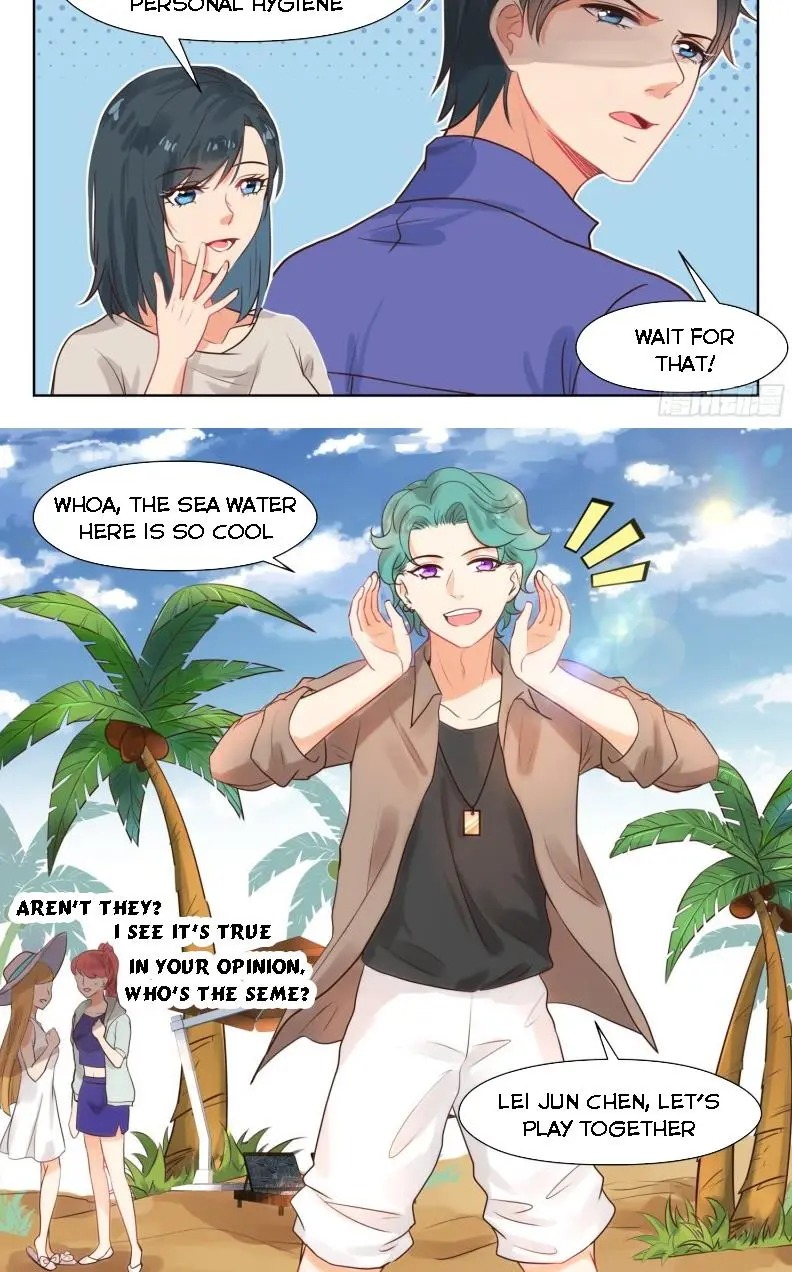 PERSONAL HYGIENE
WAIT FOR
THAT!
WHOA, THE SEA WATER
HERE IS SO COOL
AREN'T THEY?
I SEE IT'S TRUE
IN YOUR OPINION,
WHO'S THE SEME?
LEI JUN CHEN, LET'S
PLAY TOGETHER